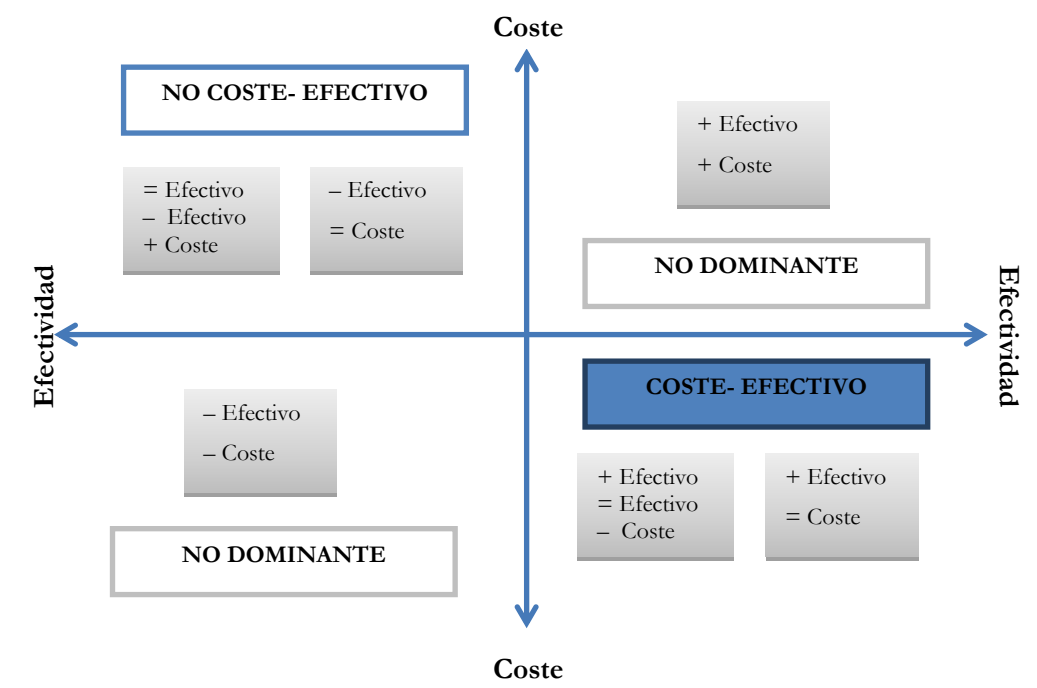 Coste
NO COSTE- EFECTIVO
+ Efectivo
+ Coste
= Efectivo
– Efectivo
+ Coste
– Efectivo
= Coste
NO DOMINANTE
Efectividad
Efectividad
COSTE- EFECTIVO
– Efectivo
– Coste
+ Efectivo
= Efectivo
– Coste
+ Efectivo
= Coste
NO DOMINANTE
Coste